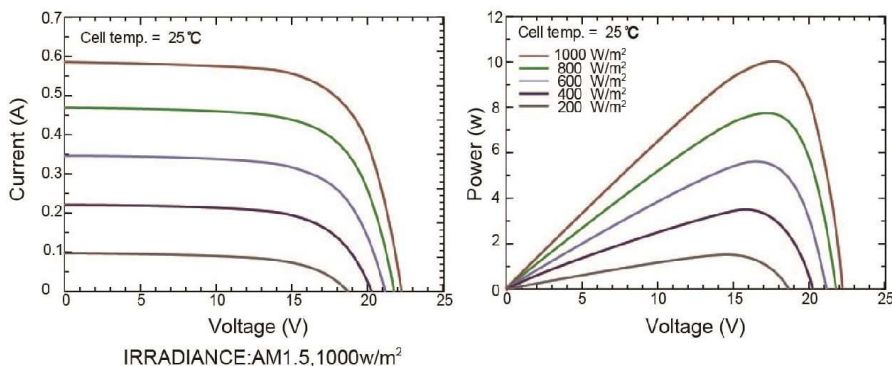 Cell temp. = 25℃
0.7
0.6
0.5
0.4
0.3
0.2
0.1
0
Current (A)
0 5 10 15 20 25
Voltage (V)
IRRADIANCE:AM1.5,1000w/m²
Cell temp. = 25℃
1000 W/m²
800 W/m²
600 W/m²
400 W/m²
200 W/m²
12
10
8
6
4
2
0
Power (w)
0 5 10 15 20 25
Voltage (V)